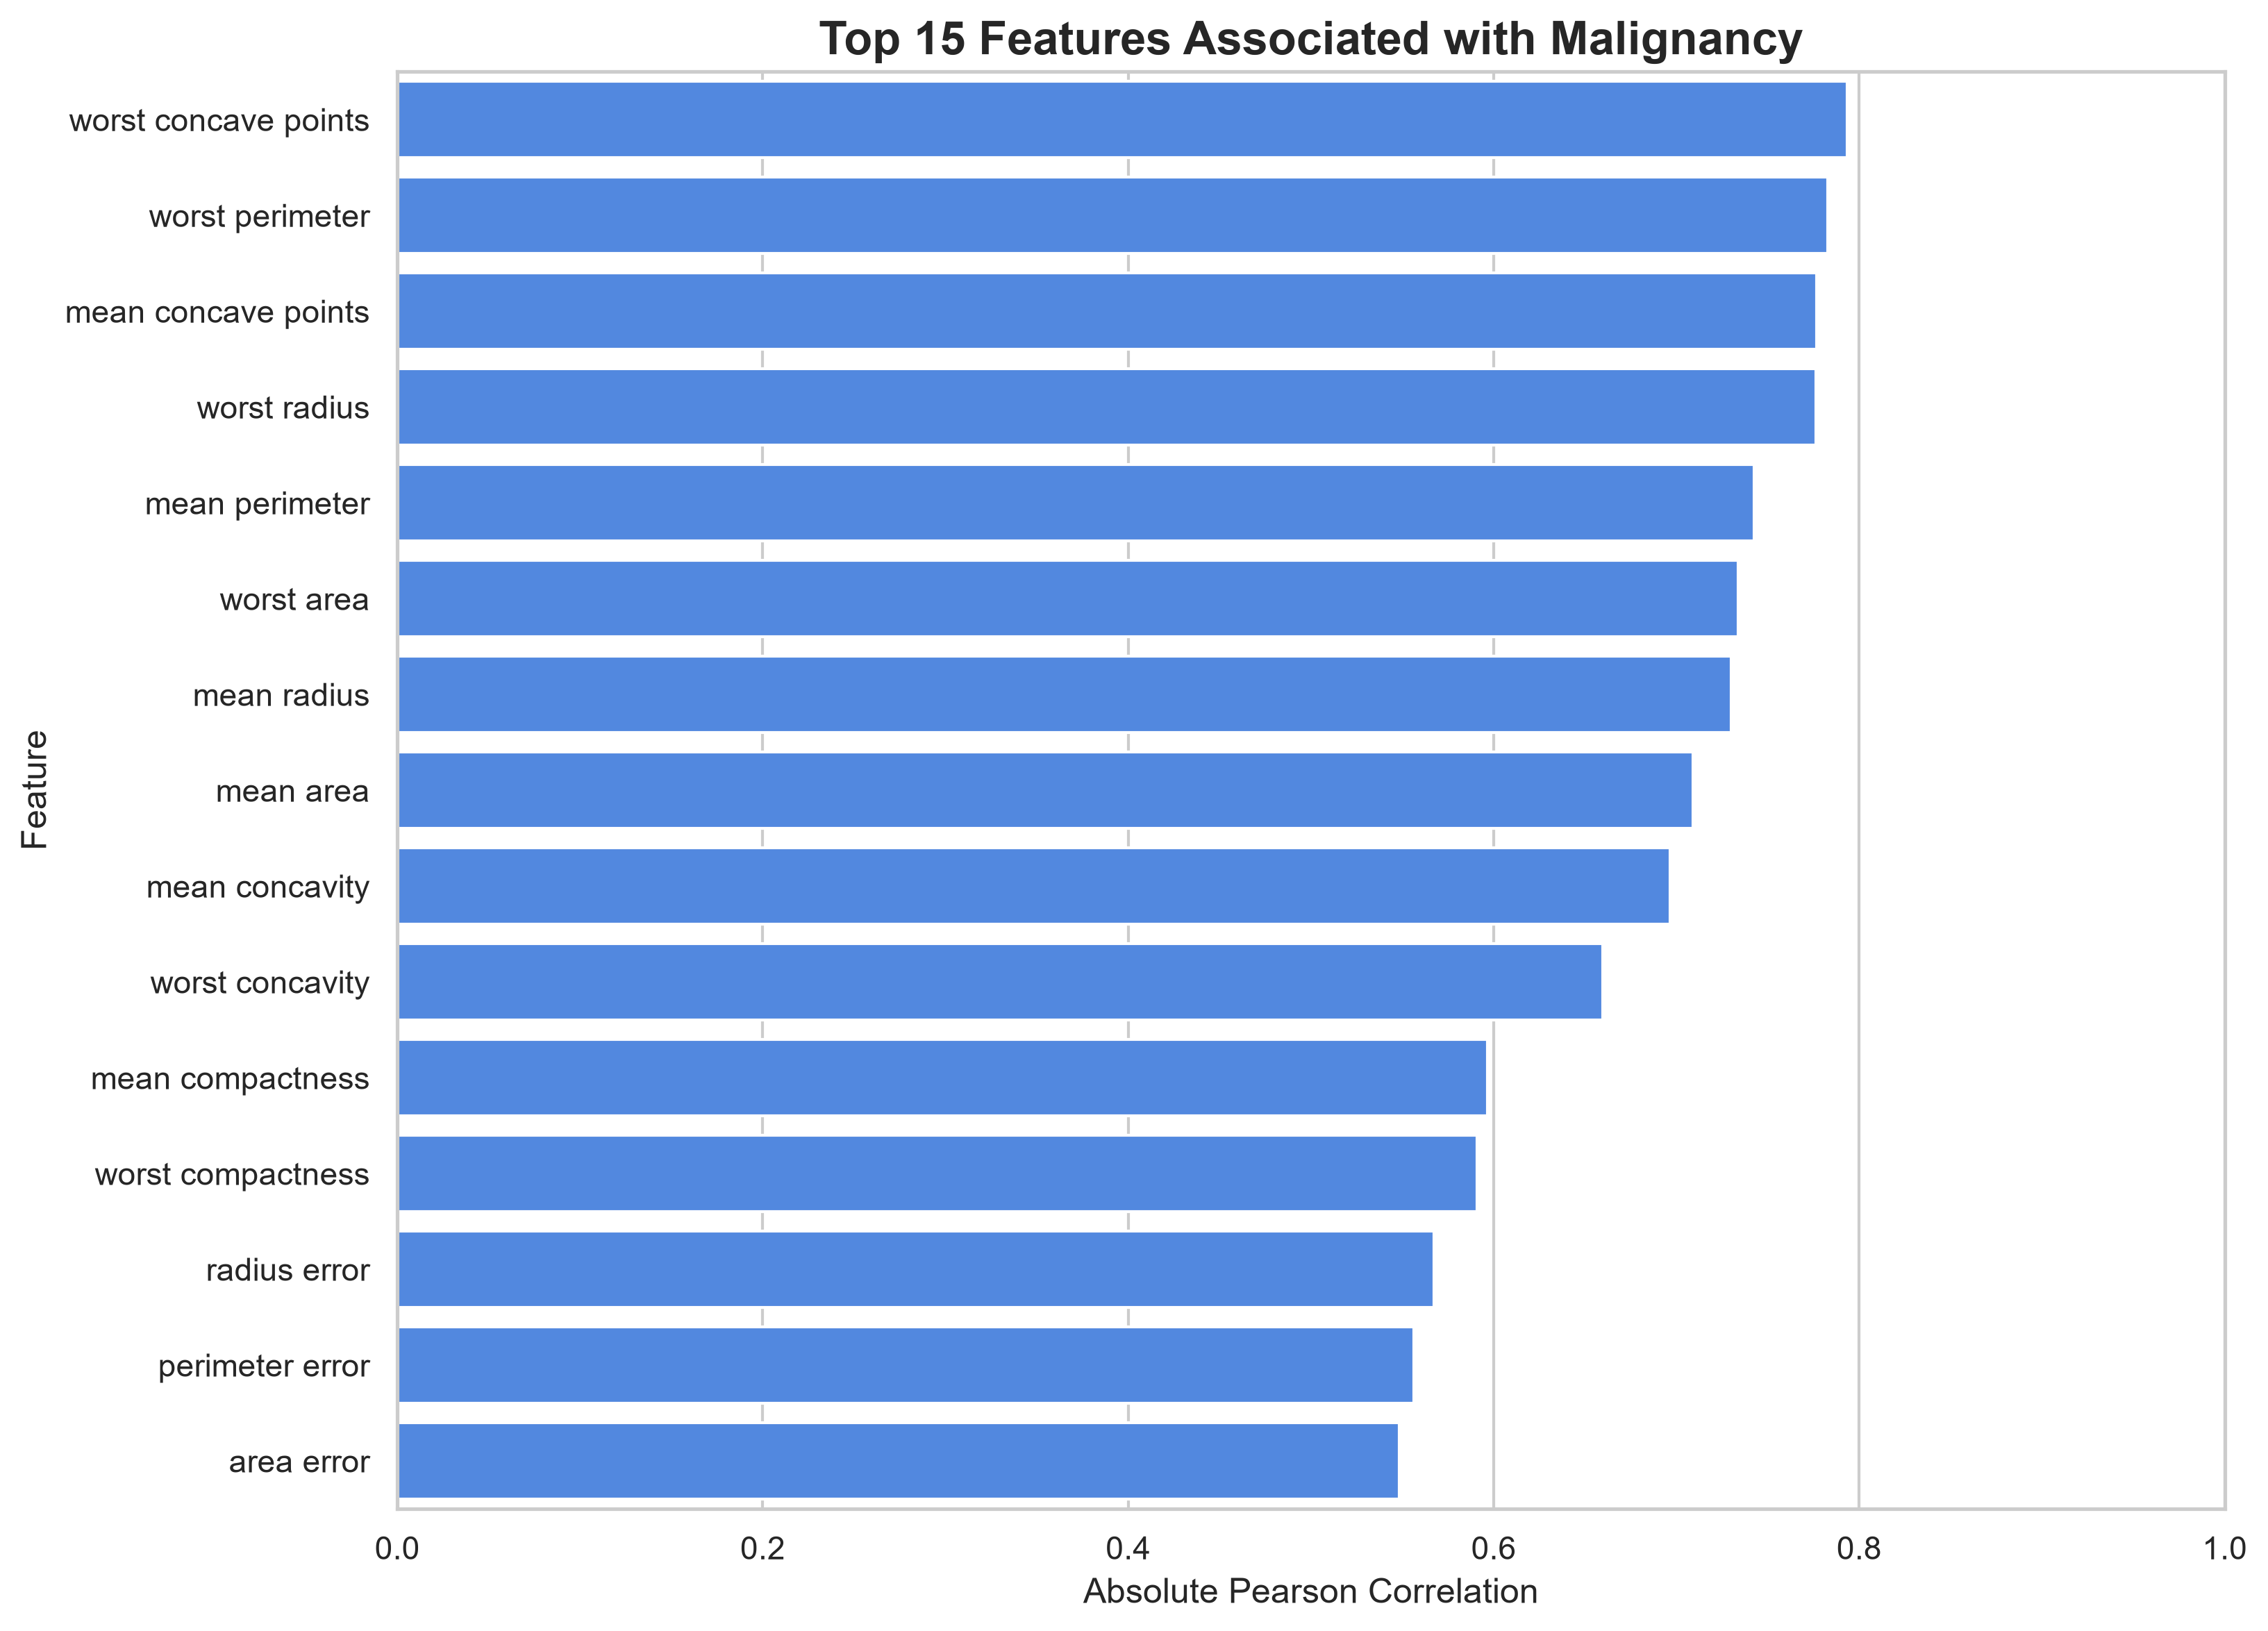 Top 15 Features Associated with Malignancy
Feature
worst concave points
worst perimeter
mean concave points
worst radius
mean perimeter
worst area
mean radius
mean area
mean concavity
worst concavity
mean compactness
worst compactness
radius error
perimeter error
area error
0.0 0.2 0.4 0.6 0.8 1.0
Absolute Pearson Correlation